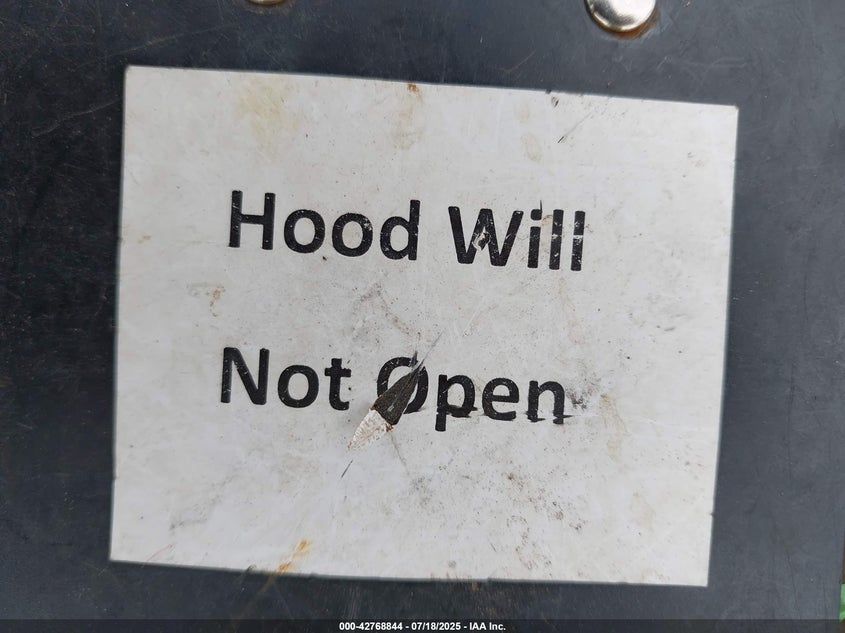 Hood Will
Not Open
000-42768844 - 07/18/2025 - IAA Inc.